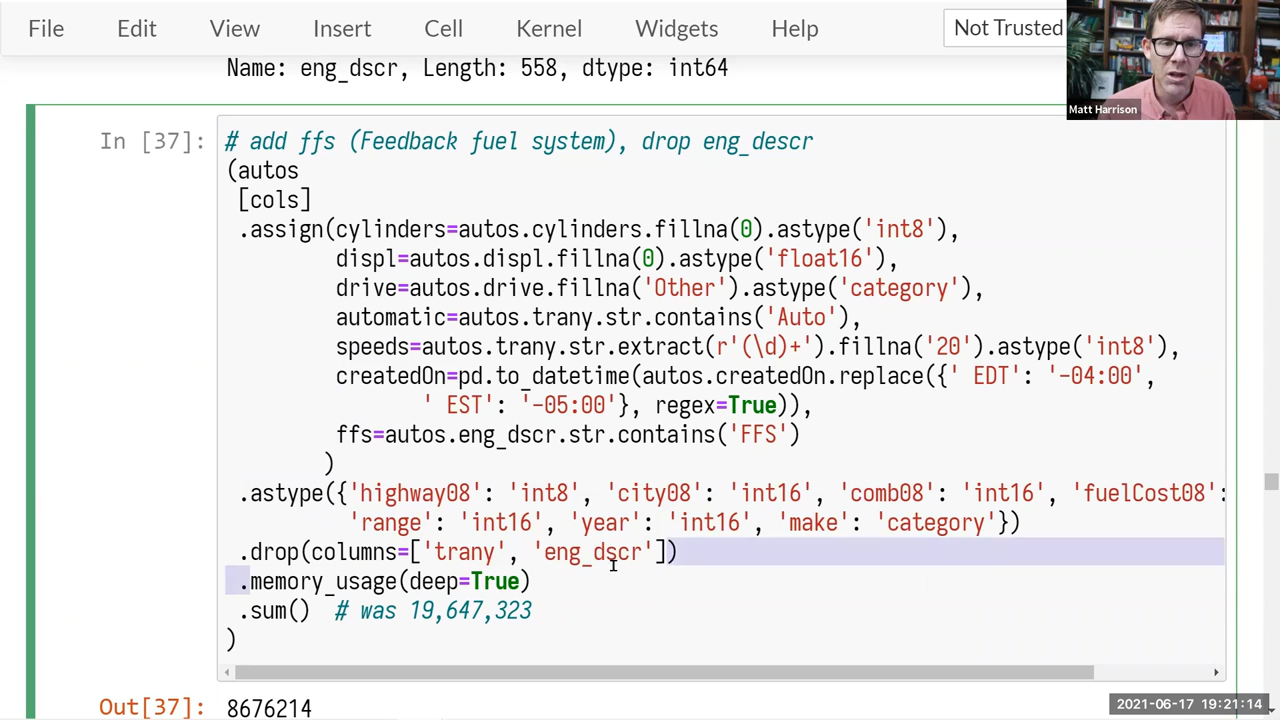 File Edit View Insert Cell Kernel Widgets Help Not Trusted
Matt Harrison
Name: eng_dscr, Length: 558, dtype: int64
In [37]: # add ffs (Feedback fuel system), drop eng_descr
(autos
[cols]
.assign(cylinders=autos.cylinders.fillna(0).astype('int8'),
displ=autos.displ.fillna(0).astype('float16'),
drive=autos.drive.fillna('Other').astype('category'),
automatic=autos.trany.str.contains('Auto'),
speeds=autos.trany.str.extract(r'(\d)+').fillna('20').astype('int8'),
createdOn=pd.to_datetime(autos.createdOn.replace({' EDT': '-04:00',
' EST': '-05:00'}, regex=True)),
ffs=autos.eng_dscr.str.contains('FFS')
)
.astype({'highway08': 'int8', 'city08': 'int16', 'comb08': 'int16', 'fuelCost08':
'range': 'int16', 'year': 'int16', 'make': 'category'})
.drop(columns=['trany', 'eng_dscr'])
.memory_usage(deep=True)
.sum() # was 19,647,323
)
Out[37]: 8676214
2021-06-17 19:21:14